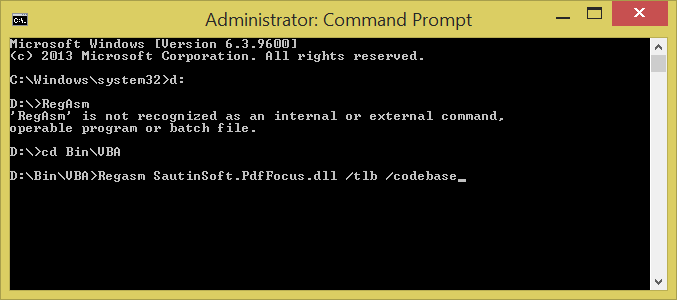 Administrator: Command Prompt
C:\.
Microsoft Windows [Version 6.3.9600]
(c) 2013 Microsoft Corporation. All rights reserved.
C:\Windows\system32>d:
D:\>RegAsm
'RegAsm' is not recognized as an internal or external command,
operable program or batch file.
D:\>cd Bin\VBA
D:\Bin\VBA>Regasm SautinSoft.PdfFocus.dll /tlb /codebase_